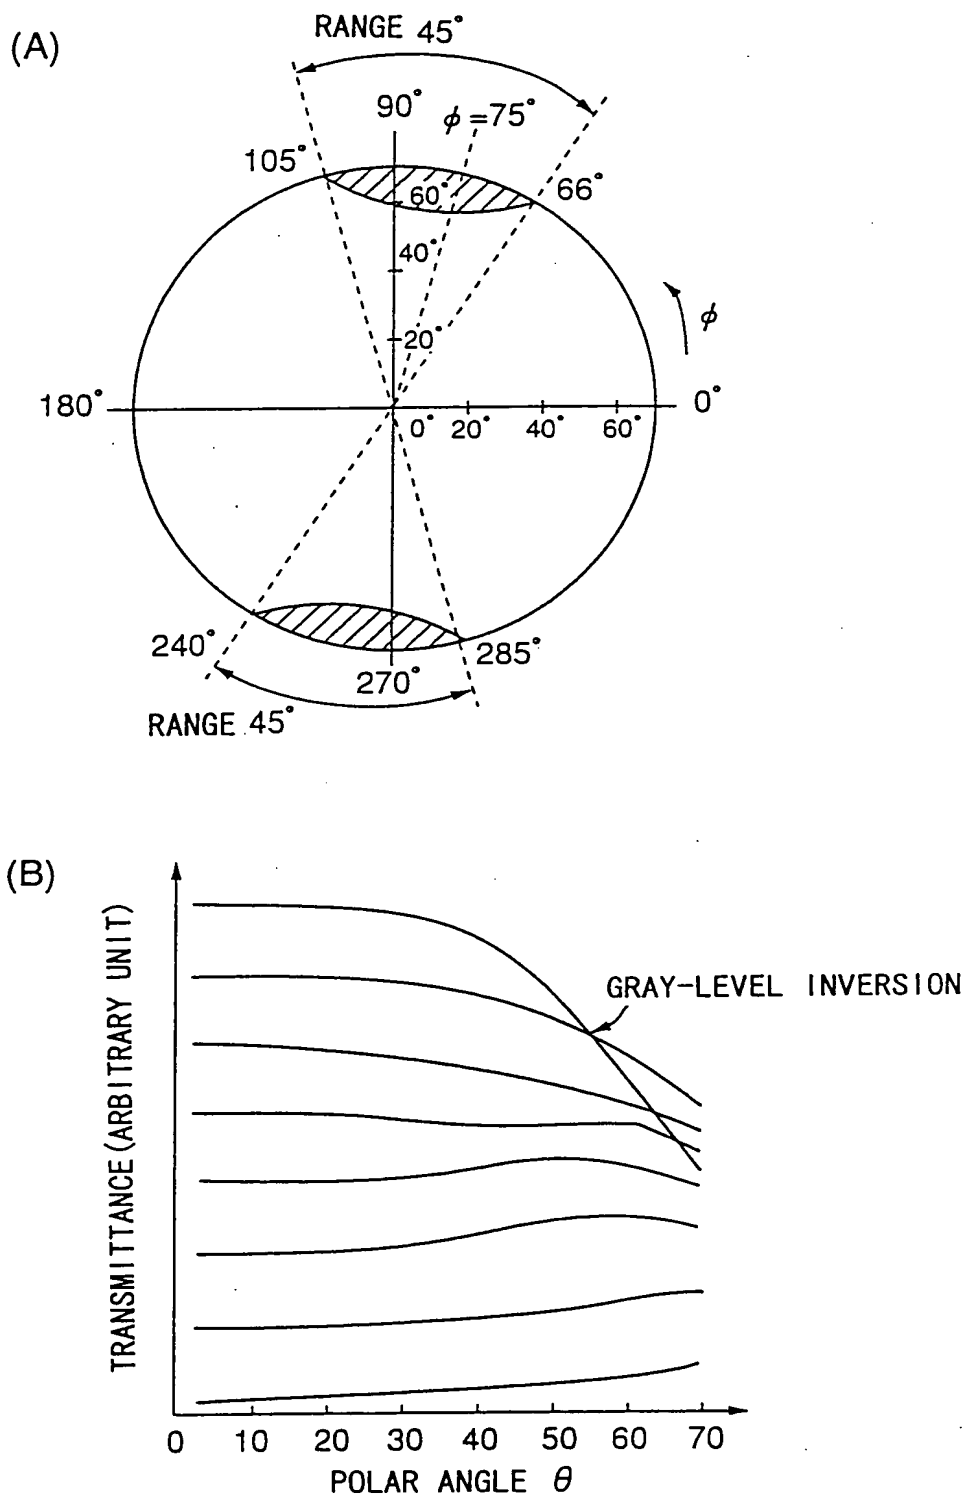 (A)
RANGE 45°
90°
φ=75°
105°
66°
60°
40°
20°
φ
180°
0°
0° 20° 40° 60°
240°
285°
270°
RANGE 45°
(B)
TRANSMITTANCE (ARBITRARY UNIT)
GRAY-LEVEL INVERSION
0 10 20 30 40 50 60 70
POLAR ANGLE θ